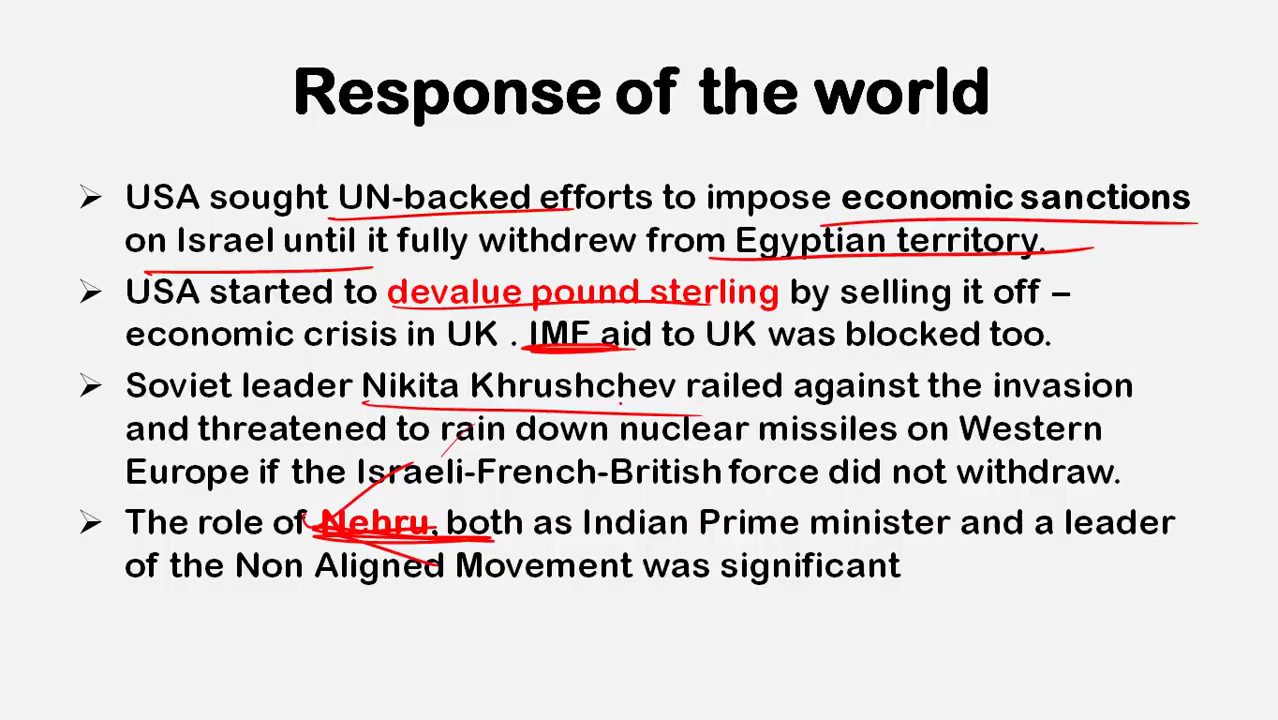 Response of the world
➢ USA sought UN-backed efforts to impose economic sanctions
on Israel until it fully withdrew from Egyptian territory.
➢ USA started to devalue pound sterling by selling it off –
economic crisis in UK . IMF aid to UK was blocked too.
➢ Soviet leader Nikita Khrushchev railed against the invasion
and threatened to rain down nuclear missiles on Western
Europe if the Israeli-French-British force did not withdraw.
➢ The role of Nehru, both as Indian Prime minister and a leader
of the Non Aligned Movement was significant